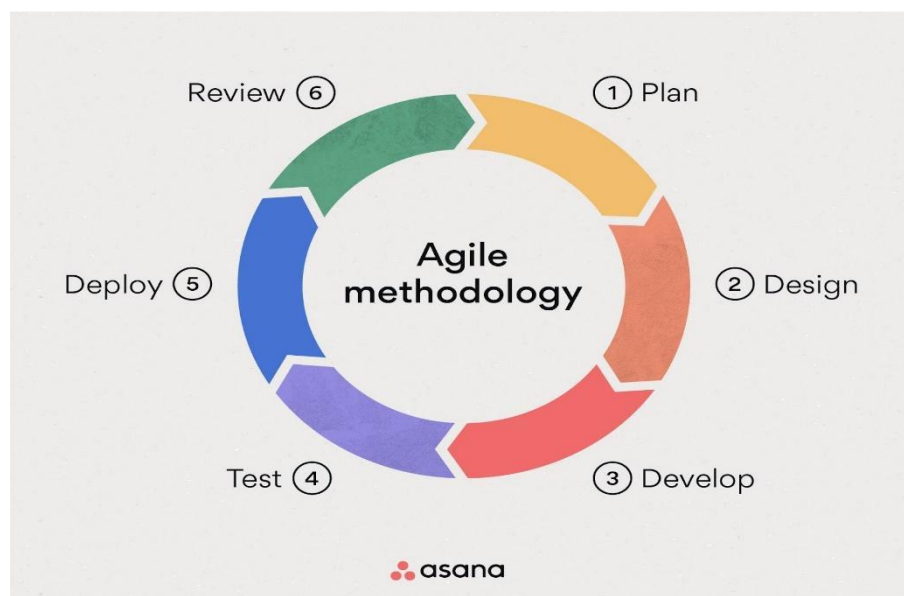 Agile
methodology
1 Plan
2 Design
3 Develop
Test 4
Deploy 5
Review 6
asana